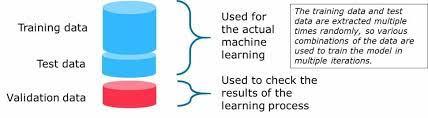 Training data
Test data
Validation data
Used for
the actual
machine
learning
Used to check the
results of the
learning process
The training data and test
data are extracted multiple
times randomly, so various
combinations of the data are
used to train the model in
multiple iterations.